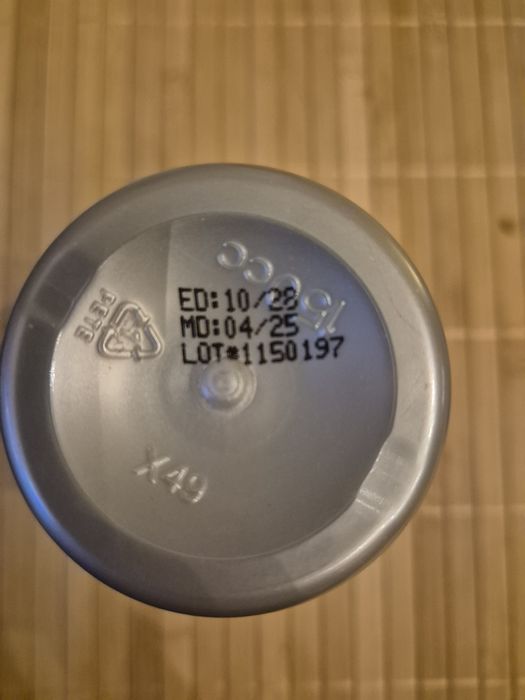 150CC
ED:10/28
MD:04/25
LOT#1150197
PETE
X49